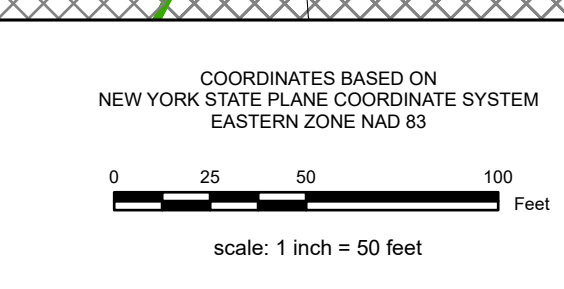 COORDINATES BASED ON
NEW YORK STATE PLANE COORDINATE SYSTEM
EASTERN ZONE NAD 83
0 25 50 100
Feet
scale: 1 inch = 50 feet